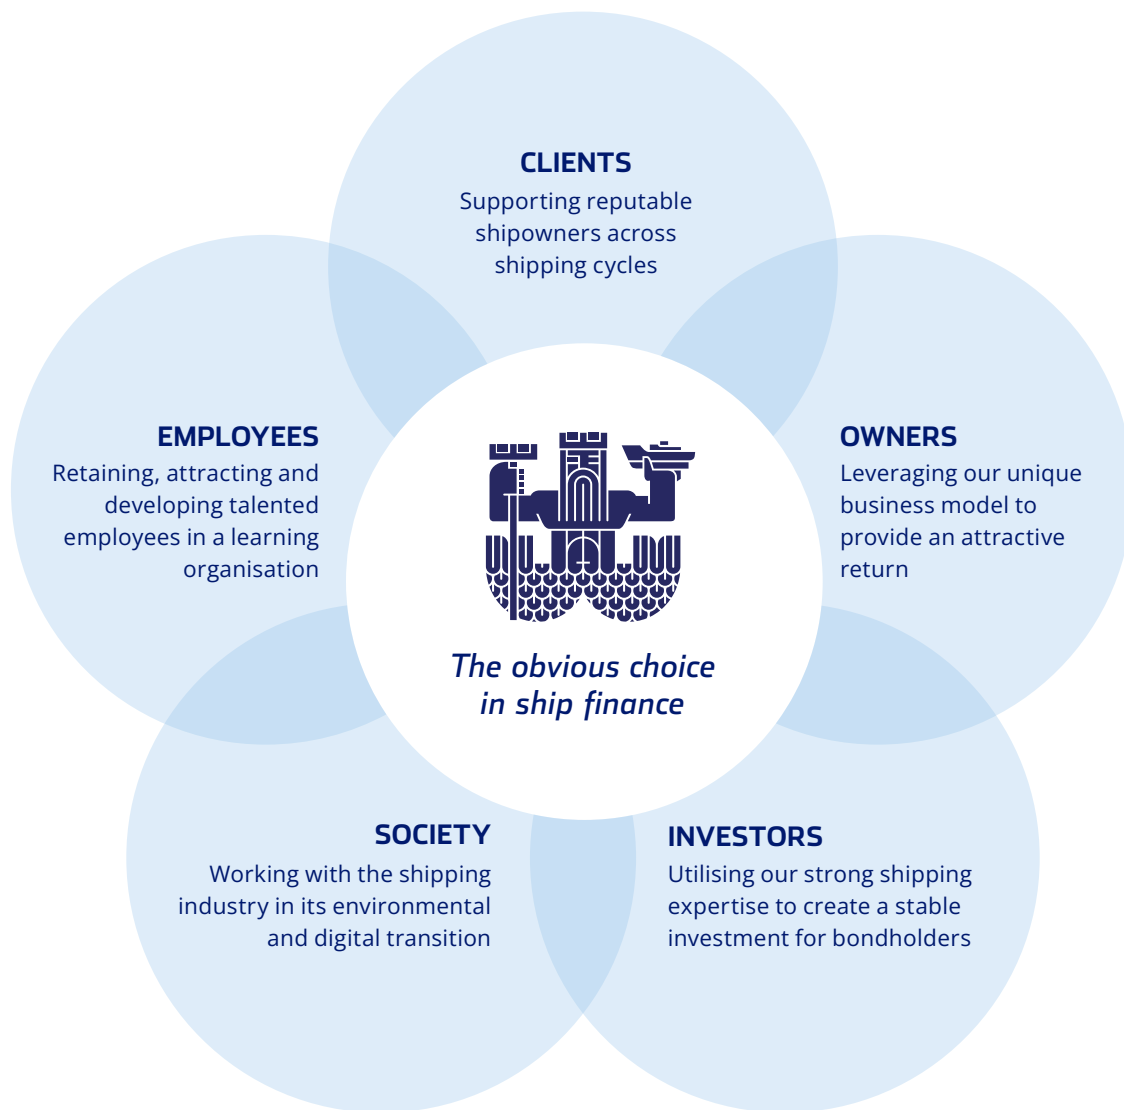 CLIENTS
Supporting reputable
shipowners across
shipping cycles
EMPLOYEES
Retaining, attracting and
developing talented
employees in a learning
organisation
OWNERS
Leveraging our unique
business model to
provide an attractive
return
The obvious choice
in ship finance
SOCIETY
Working with the shipping
industry in its environmental
and digital transition
INVESTORS
Utilising our strong shipping
expertise to create a stable
investment for bondholders